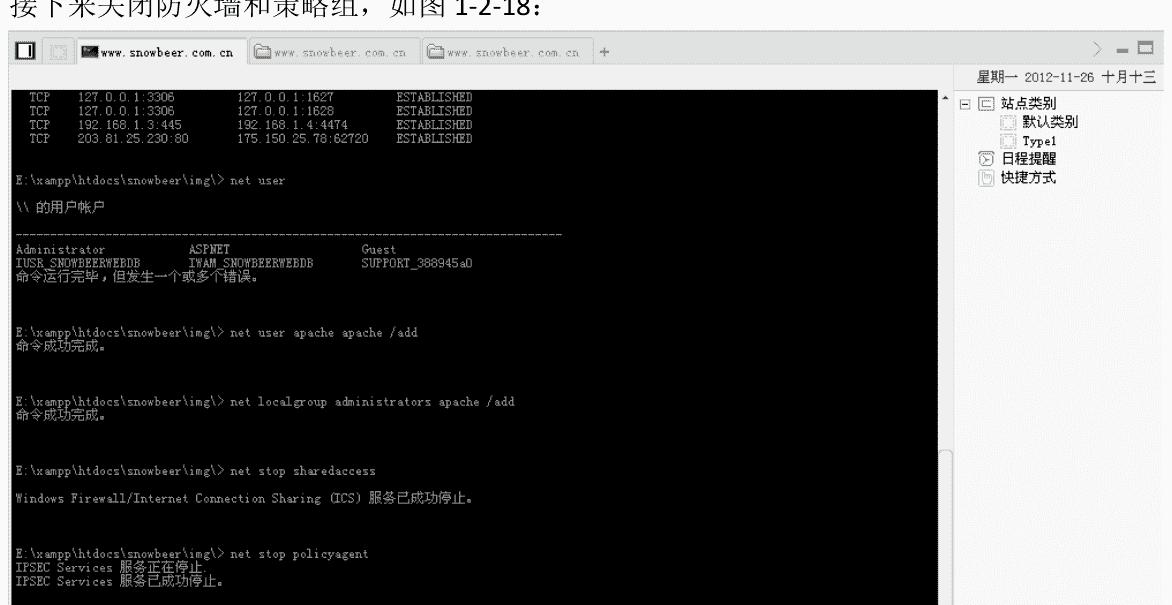 接下来关闭防火墙和策略组，如图 1-2-18：
www.snowbeer.com.cn www.snowbeer.com.cn www.snowbeer.com.cn +
星期一 2012-11-26 十月十三
TCP 127.0.0.1:3306 127.0.0.1:1627 ESTABLISHED
TCP 127.0.0.1:3306 127.0.0.1:1628 ESTABLISHED
TCP 192.168.1.3:445 192.168.1.4:4474 ESTABLISHED
TCP 203.81.25.230:80 175.150.25.78:62720 ESTABLISHED
E:\xampp\htdocs\snowbeer\img\> net user
\\ 的用户帐户
-------------------------------------------------------------------------------
Administrator ASPNET Guest
IUSR_SNOWBEERWEBDB IWAM_SNOWBEERWEBDB SUPPORT_388945a0
命令运行完毕，但发生一个或多个错误。
E:\xampp\htdocs\snowbeer\img\> net user apache apache /add
命令成功完成。
E:\xampp\htdocs\snowbeer\img\> net localgroup administrators apache /add
命令成功完成。
E:\xampp\htdocs\snowbeer\img\> net stop sharedaccess
Windows Firewall/Internet Connection Sharing (ICS) 服务已成功停止。
E:\xampp\htdocs\snowbeer\img\> net stop policyagent
IPSEC Services 服务正在停止.
IPSEC Services 服务已成功停止。
站点类别
默认类别
Type1
日程提醒
快捷方式